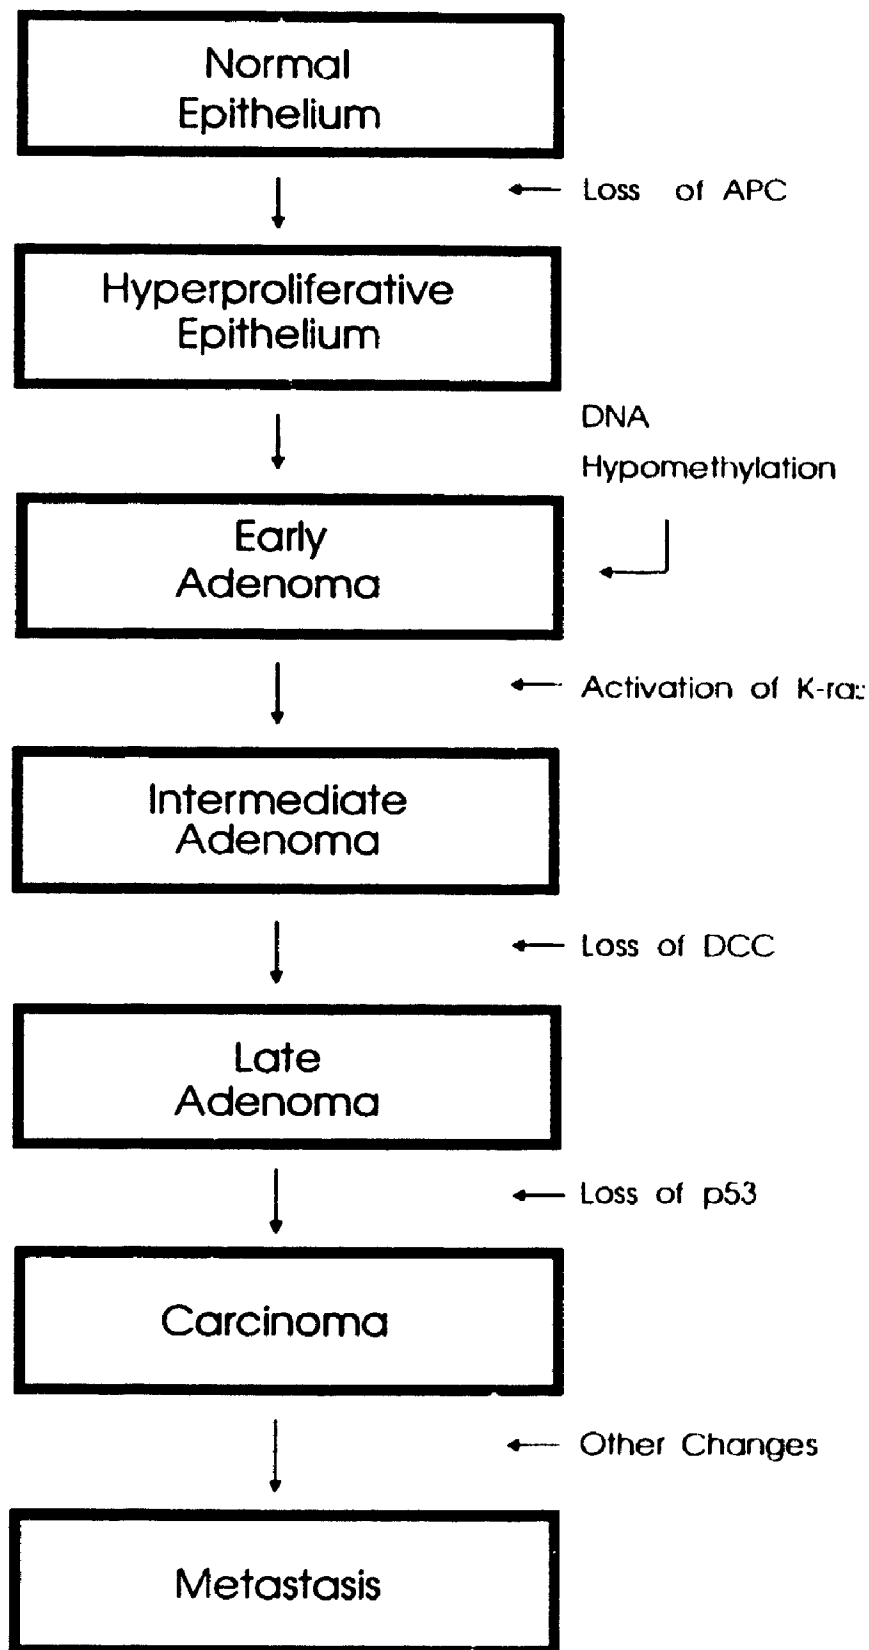 Normal
Epithelium
Loss of APC
Hyperproliferative
Epithelium
DNA
Hypomethylation
Early
Adenoma
Activation of K-ras
Intermediate
Adenoma
Loss of DCC
Late
Adenoma
Loss of p53
Carcinoma
Other Changes
Metastasis